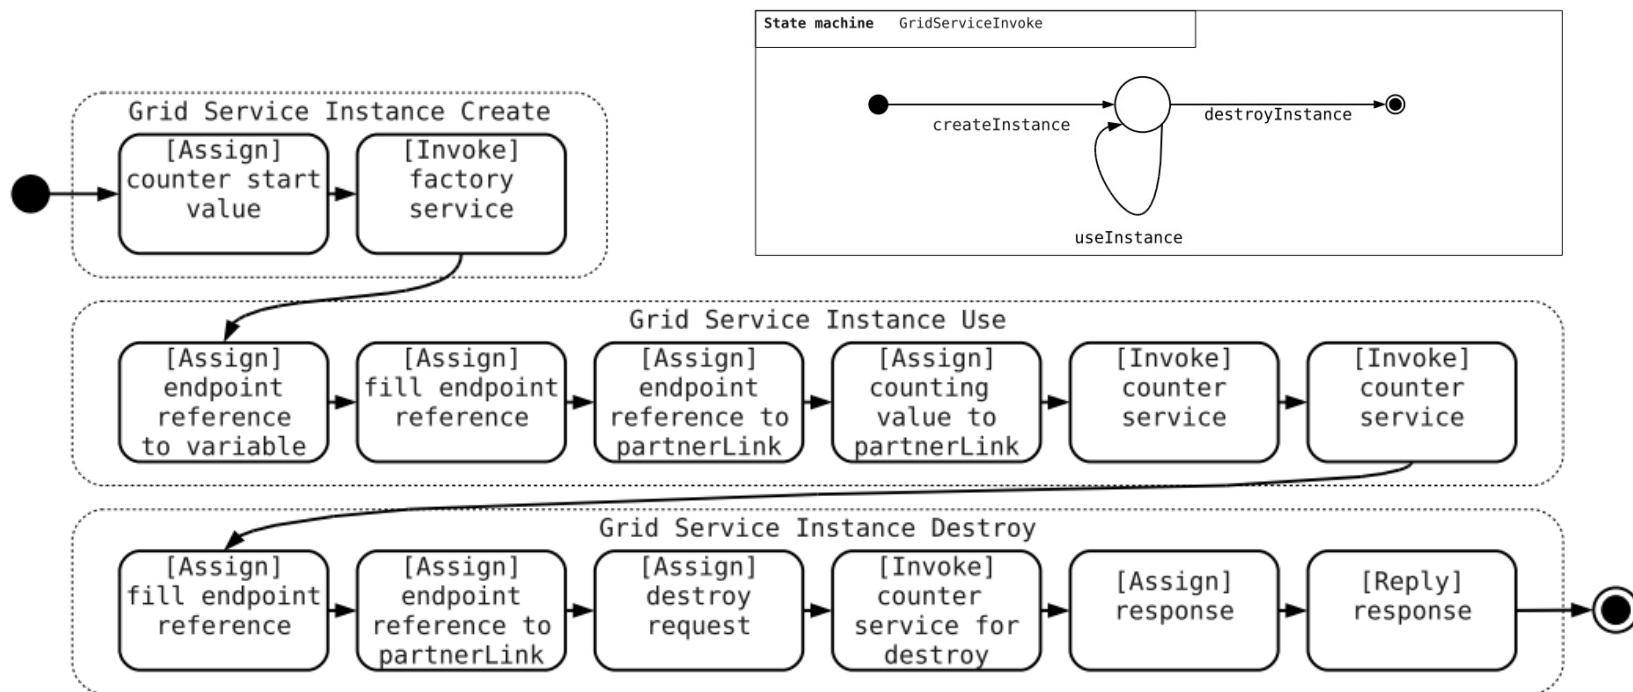 State machine GridServiceInvoke
createInstance
destroyInstance
useInstance
Grid Service Instance Create
[Assign]
counter start
value
[Invoke]
factory
service
Grid Service Instance Use
[Assign]
endpoint
reference
to variable
[Assign]
fill endpoint
reference
[Assign]
endpoint
reference to
partnerLink
[Assign]
counting
value to
partnerLink
[Invoke]
counter
service
[Invoke]
counter
service
Grid Service Instance Destroy
[Assign]
fill endpoint
reference
[Assign]
endpoint
reference to
partnerLink
[Assign]
destroy
request
[Invoke]
counter
service for
destroy
[Assign]
response
[Reply]
response